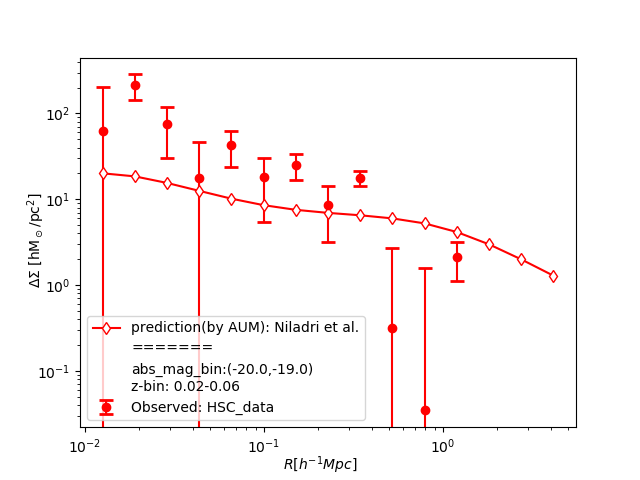 10²
10¹
10⁰
10⁻¹
ΔΣ [hM⊙/pc²]
prediction(by AUM): Niladri et al.
=======
abs_mag_bin:(-20.0,-19.0)
z-bin: 0.02-0.06
Observed: HSC_data
10⁻² 10⁻¹ 10⁰
R[h⁻¹Mpc]